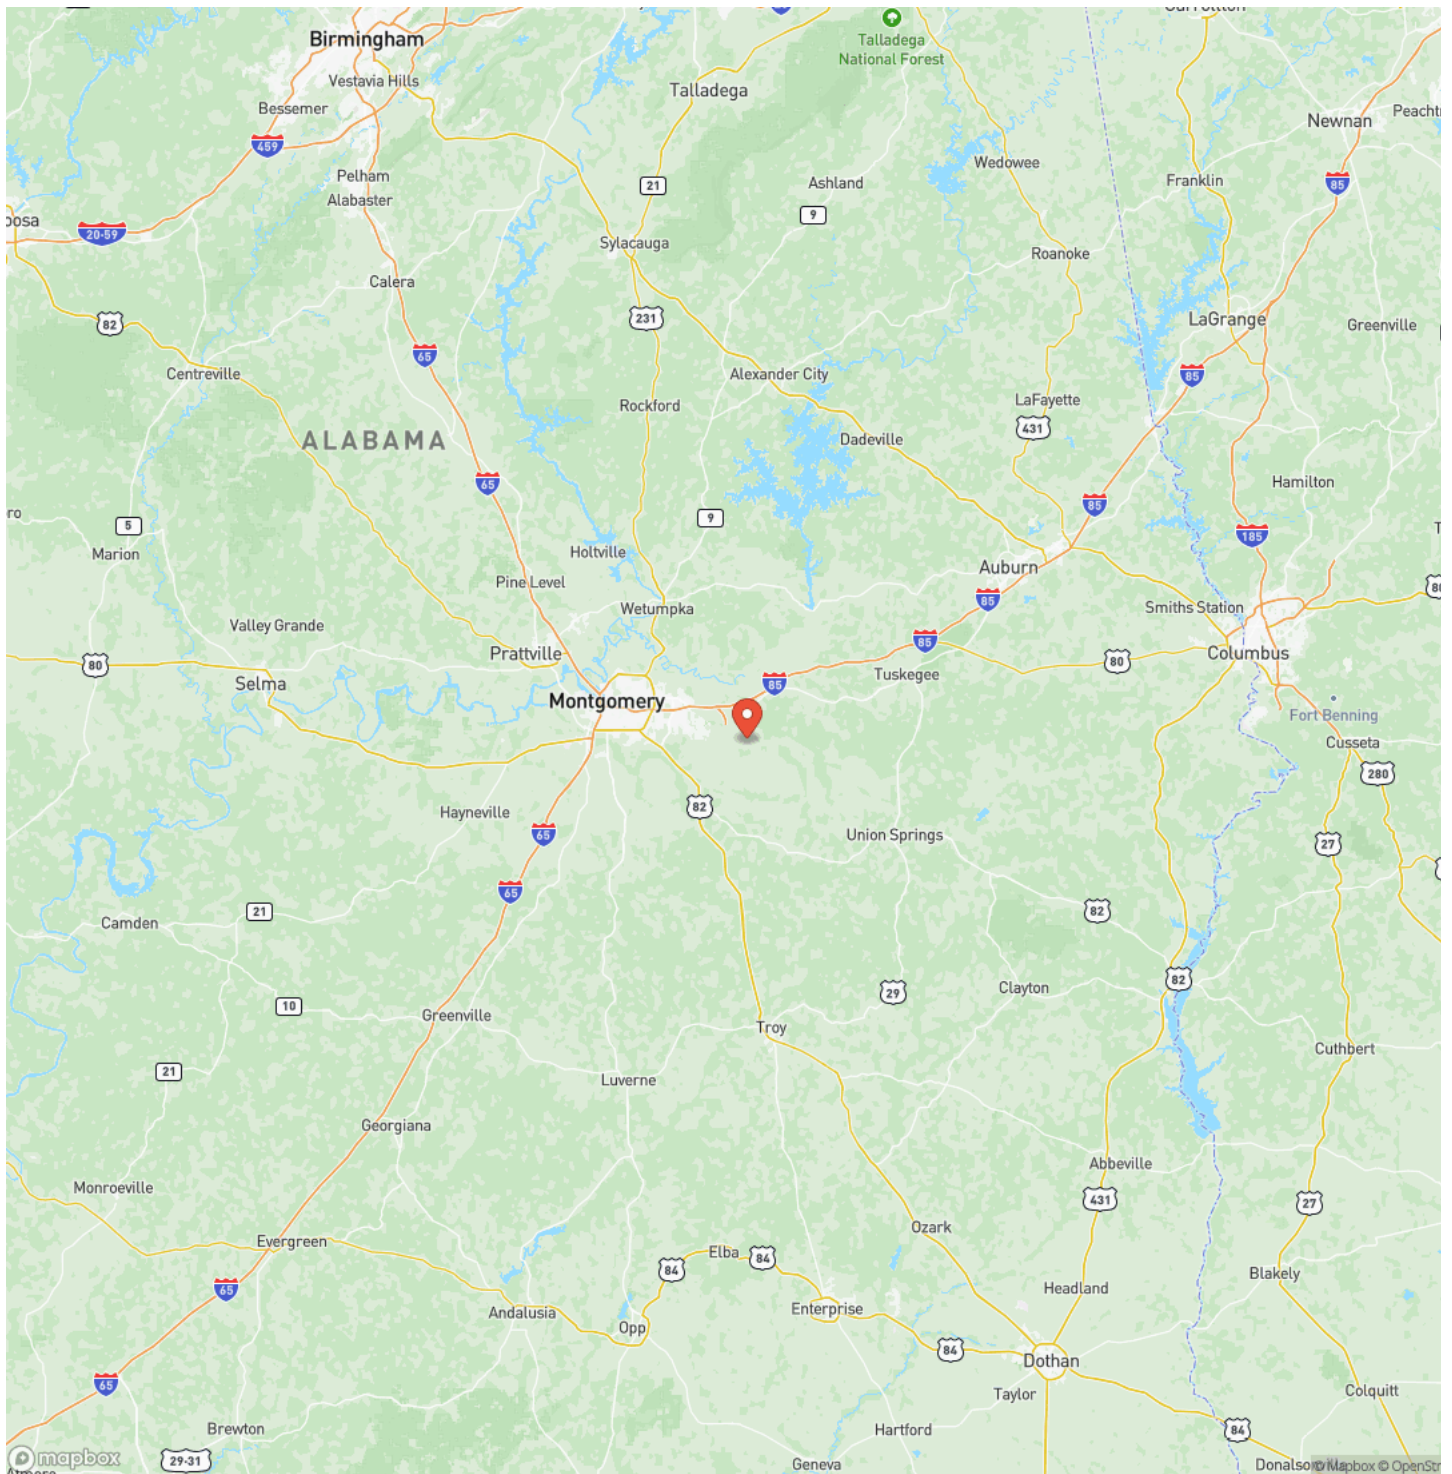 Birmingham
Vestavia Hills
Bessemer
459
Pelham
Alabaster
20-59
Talladega
National Forest
Talladega
21
Ashland
9
Wedowee
Franklin
Newnan
85
Sylacauga
Roanoke
Calera
82
231
LaGrange
Greenville
65
Centreville
Alexander City
85
Rockford
LaFayette
431
ALABAMA
Dadeville
65
Hamilton
85
9
5
Marion
185
Holtville
Auburn
Pine Level
85
Wetumpka
Smiths Station
Valley Grande
85
Prattville
Columbus
80
80
Selma
85
Tuskegee
Montgomery
Fort Benning
Cusseta
280
Hayneville
82
65
Union Springs
27
65
21
82
Camden
82
29
Clayton
10
Greenville
Troy
Cuthbert
21
Luverne
Georgiana
Abbeville
Monroeville
431
27
Ozark
Evergreen
Elba
84
84
Blakely
65
Headland
Andalusia
Enterprise
Opp
84
Dothan
65
Taylor
Colquitt
Brewton
Hartford
84
mapbox
29-31
Geneva
© Mapbox © OpenStr